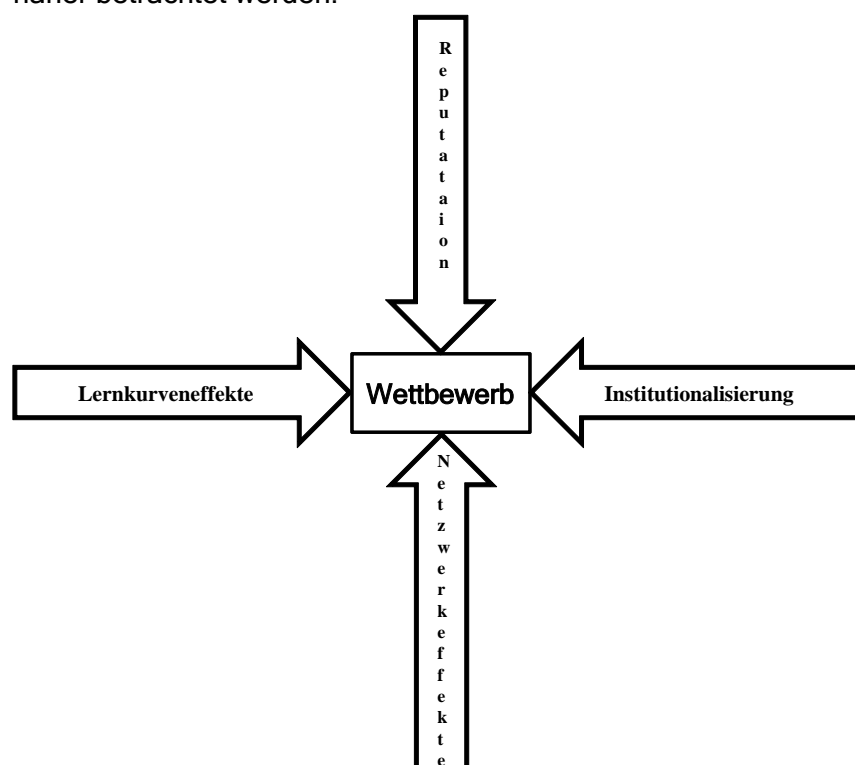 näher betrachtet werden.
Reputataion
Lernkurveneffekte
Wettbewerb
Institutionalisierung
Netzwerkeffekte